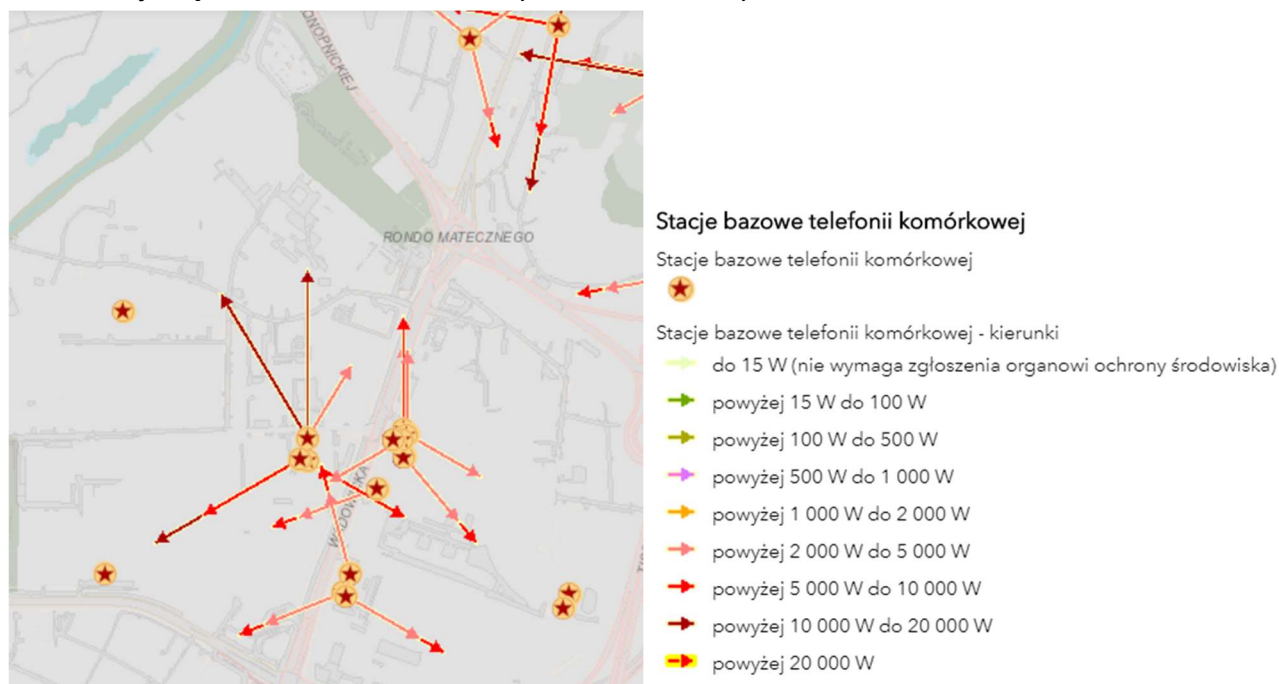 KONOPNICKIEJ
RONDO MATECZNEGO
WADOWICKA
Stacje bazowe telefonii komórkowej
Stacje bazowe telefonii komórkowej
Stacje bazowe telefonii komórkowej - kierunki
do 15 W (nie wymaga zgłoszenia organowi ochrony środowiska)
powyżej 15 W do 100 W
powyżej 100 W do 500 W
powyżej 500 W do 1 000 W
powyżej 1 000 W do 2 000 W
powyżej 2 000 W do 5 000 W
powyżej 5 000 W do 10 000 W
powyżej 10 000 W do 20 000 W
powyżej 20 000 W